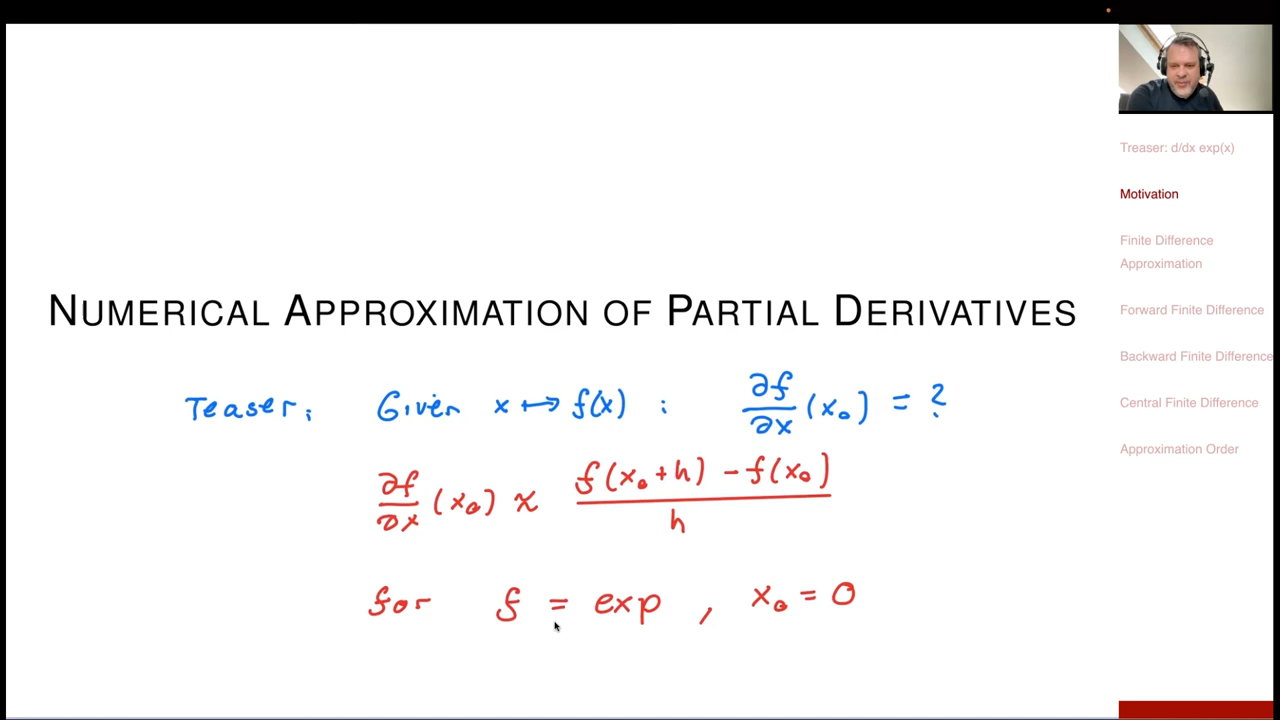 NUMERICAL APPROXIMATION OF PARTIAL DERIVATIVES
Teaser: Given x ↦ f(x) : ∂f/∂x (x₀) = ?
∂f/∂x (x₀) ≈ (f(x₀+h) - f(x₀))/h
for f = exp , x₀ = 0
Treaser: d/dx exp(x)
Motivation
Finite Difference
Approximation
Forward Finite Difference
Backward Finite Difference
Central Finite Difference
Approximation Order